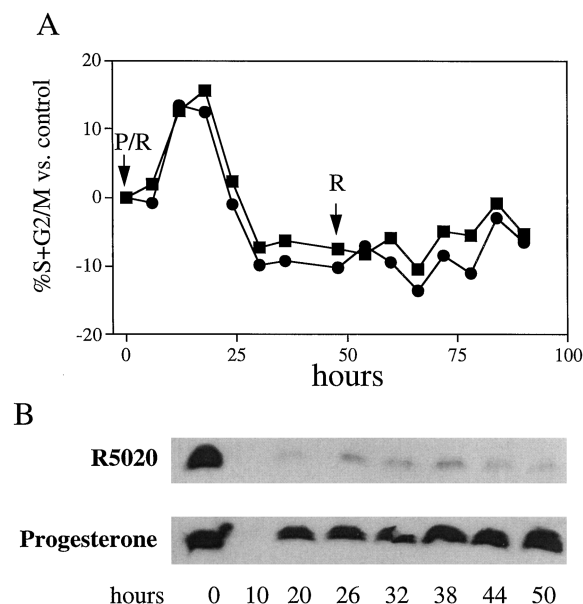 A
20
10
0
-10
-20
%S+G2/M vs. control
P/R
R
0 25 50 75 100
hours
B
R5020
Progesterone
hours 0 10 20 26 32 38 44 50